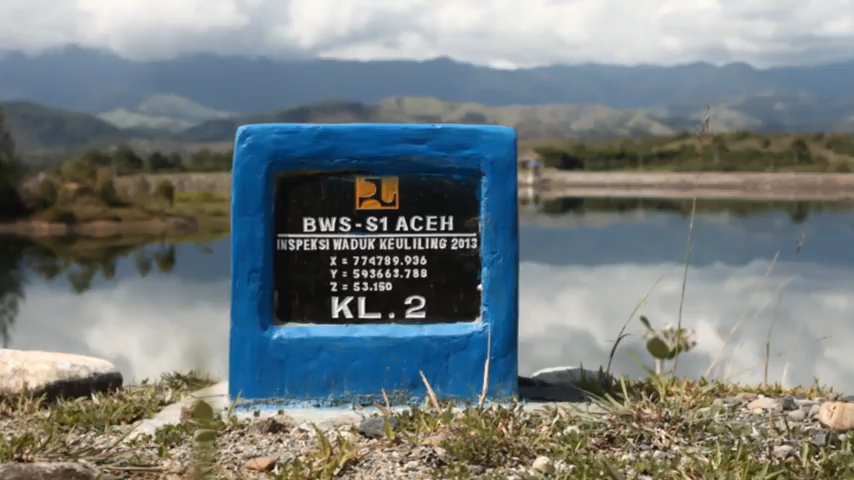 BWS-S1 ACEH
INSPEKSI WADUK KEULILING 2013
X = 774789.936
Y = 593663.788
Z = 53.150
KL.2